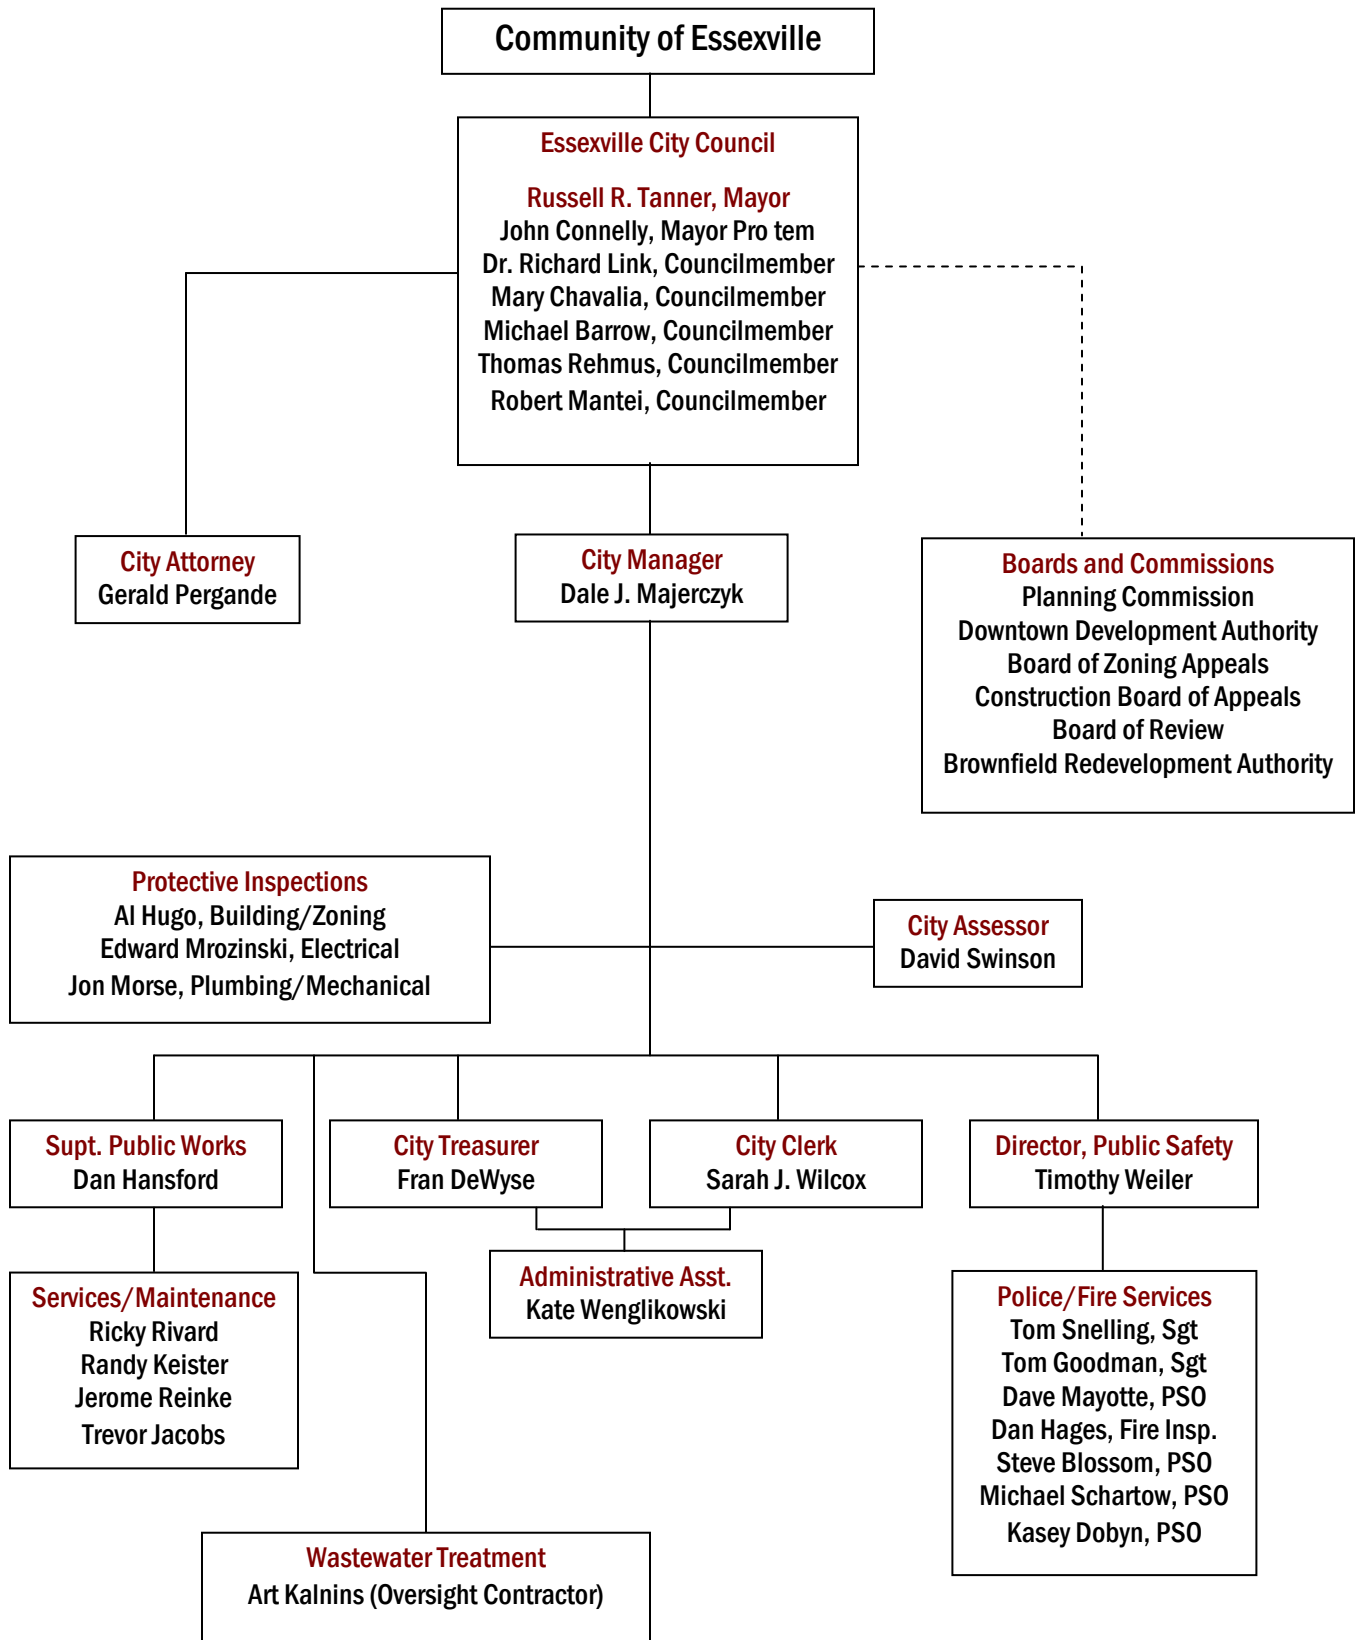 Community of Essexville
Essexville City Council
Russell R. Tanner, Mayor
John Connelly, Mayor Pro tem
Dr. Richard Link, Councilmember
Mary Chavalia, Councilmember
Michael Barrow, Councilmember
Thomas Rehmus, Councilmember
Robert Mantei, Councilmember
City Attorney
Gerald Pergande
City Manager
Dale J. Majerczyk
Boards and Commissions
Planning Commission
Downtown Development Authority
Board of Zoning Appeals
Construction Board of Appeals
Board of Review
Brownfield Redevelopment Authority
Protective Inspections
Al Hugo, Building/Zoning
Edward Mrozinski, Electrical
Jon Morse, Plumbing/Mechanical
City Assessor
David Swinson
Supt. Public Works
Dan Hansford
City Treasurer
Fran DeWyse
City Clerk
Sarah J. Wilcox
Director, Public Safety
Timothy Weiler
Services/Maintenance
Ricky Rivard
Randy Keister
Jerome Reinke
Trevor Jacobs
Administrative Asst.
Kate Wenglikowski
Police/Fire Services
Tom Snelling, Sgt
Tom Goodman, Sgt
Dave Mayotte, PSO
Dan Hages, Fire Insp.
Steve Blossom, PSO
Michael Schartow, PSO
Kasey Dobyn, PSO
Wastewater Treatment
Art Kalnins (Oversight Contractor)